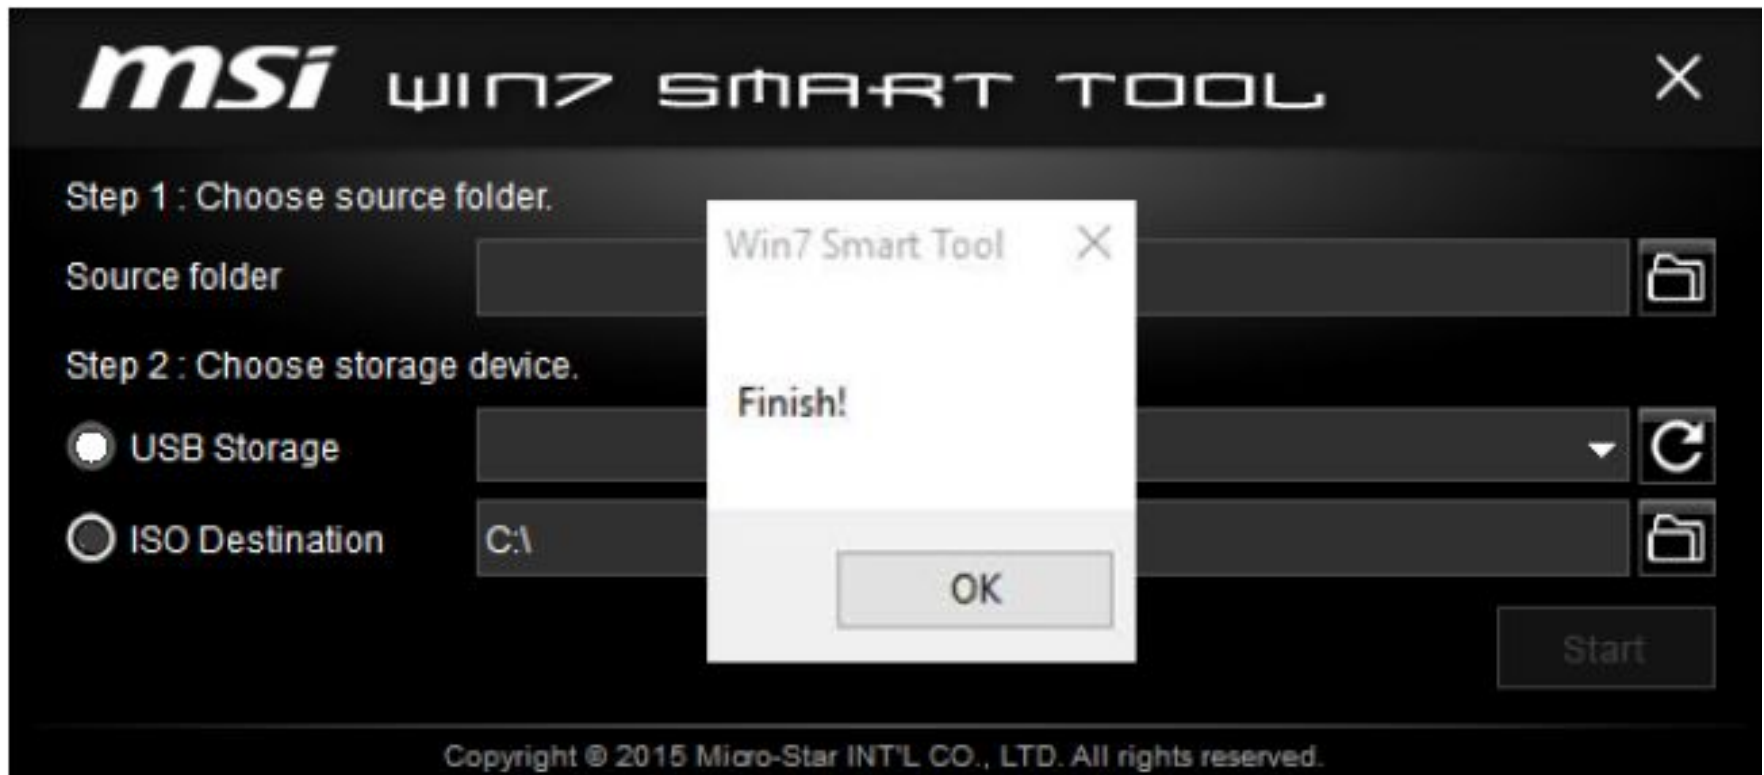 msi WIN7 SMART TOOL
Step 1 : Choose source folder.
Source folder
Step 2 : Choose storage device.
USB Storage
ISO Destination
C:\
Win7 Smart Tool
Finish!
OK
Start
Copyright © 2015 Micro-Star INT'L CO., LTD. All rights reserved.